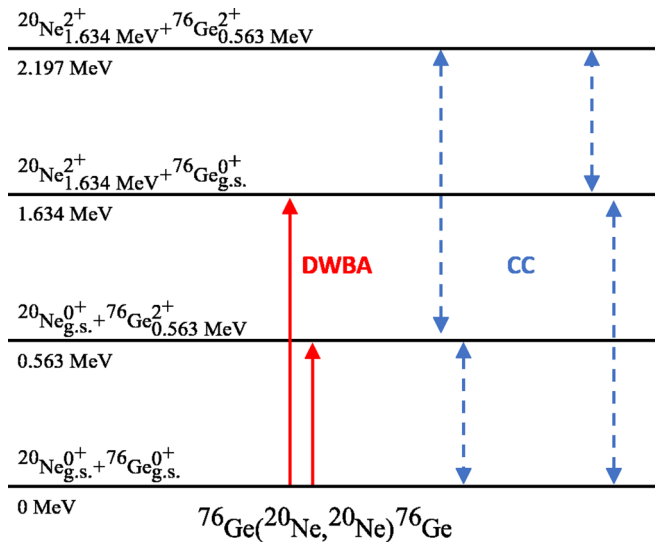 ²⁰Ne²⁺₁.₆₃₄ MeV+⁷⁶Ge²⁺₀.₅₆₃ MeV
2.197 MeV
²⁰Ne²⁺₁.₆₃₄ MeV+⁷⁶Ge⁰⁺g.s.
1.634 MeV
DWBA CC
²⁰Ne⁰⁺g.s.+⁷⁶Ge²⁺₀.₅₆₃ MeV
0.563 MeV
²⁰Ne⁰⁺g.s.+⁷⁶Ge⁰⁺g.s.
0 MeV
⁷⁶Ge(²⁰Ne,²⁰Ne)⁷⁶Ge